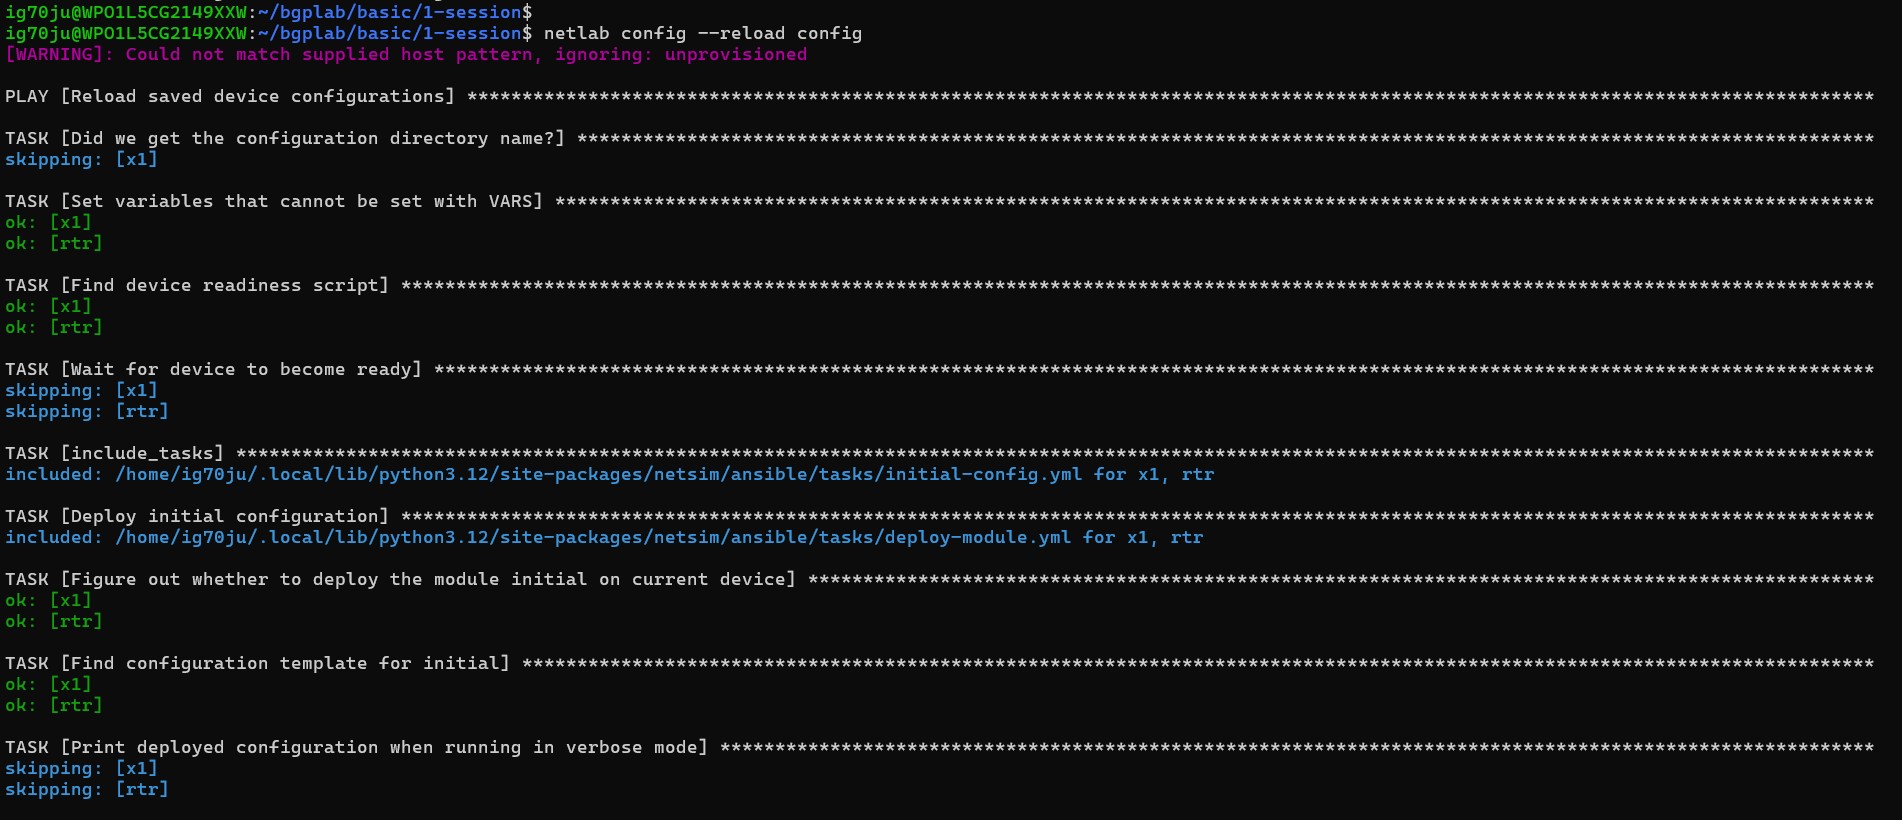 ig70ju@WPO1L5CG2149XXW:~/bgplab/basic/1-session$
ig70ju@WPO1L5CG2149XXW:~/bgplab/basic/1-session$ netlab config --reload config
[WARNING]: Could not match supplied host pattern, ignoring: unprovisioned
PLAY [Reload saved device configurations] ********************************************************************************************************************************
TASK [Did we get the configuration directory name?] **********************************************************************************************************************
skipping: [x1]
TASK [Set variables that cannot be set with VARS] ************************************************************************************************************************
ok: [x1]
ok: [rtr]
TASK [Find device readiness script] **************************************************************************************************************************************
ok: [x1]
ok: [rtr]
TASK [Wait for device to become ready] ***********************************************************************************************************************************
skipping: [x1]
skipping: [rtr]
TASK [include_tasks] *****************************************************************************************************************************************************
included: /home/ig70ju/.local/lib/python3.12/site-packages/netsim/ansible/tasks/initial-config.yml for x1, rtr
TASK [Deploy initial configuration] **************************************************************************************************************************************
included: /home/ig70ju/.local/lib/python3.12/site-packages/netsim/ansible/tasks/deploy-module.yml for x1, rtr
TASK [Figure out whether to deploy the module initial on current device] *************************************************************************************************
ok: [x1]
ok: [rtr]
TASK [Find configuration template for initial] ***************************************************************************************************************************
ok: [x1]
ok: [rtr]
TASK [Print deployed configuration when running in verbose mode] *********************************************************************************************************
skipping: [x1]
skipping: [rtr]